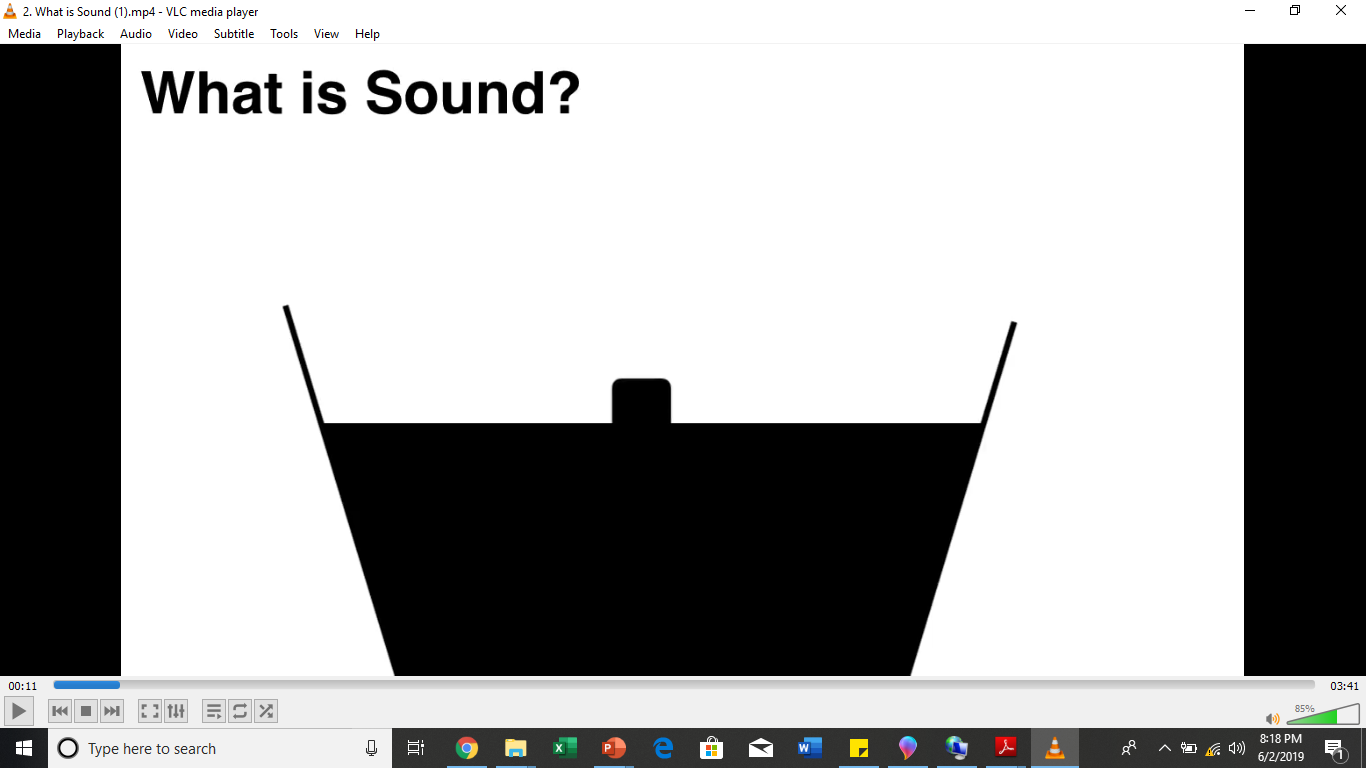 2. What is Sound (1).mp4 - VLC media player
Media Playback Audio Video Subtitle Tools View Help
What is Sound?
00:11 03:41
85%
Type here to search
8:18 PM
6/2/2019
1